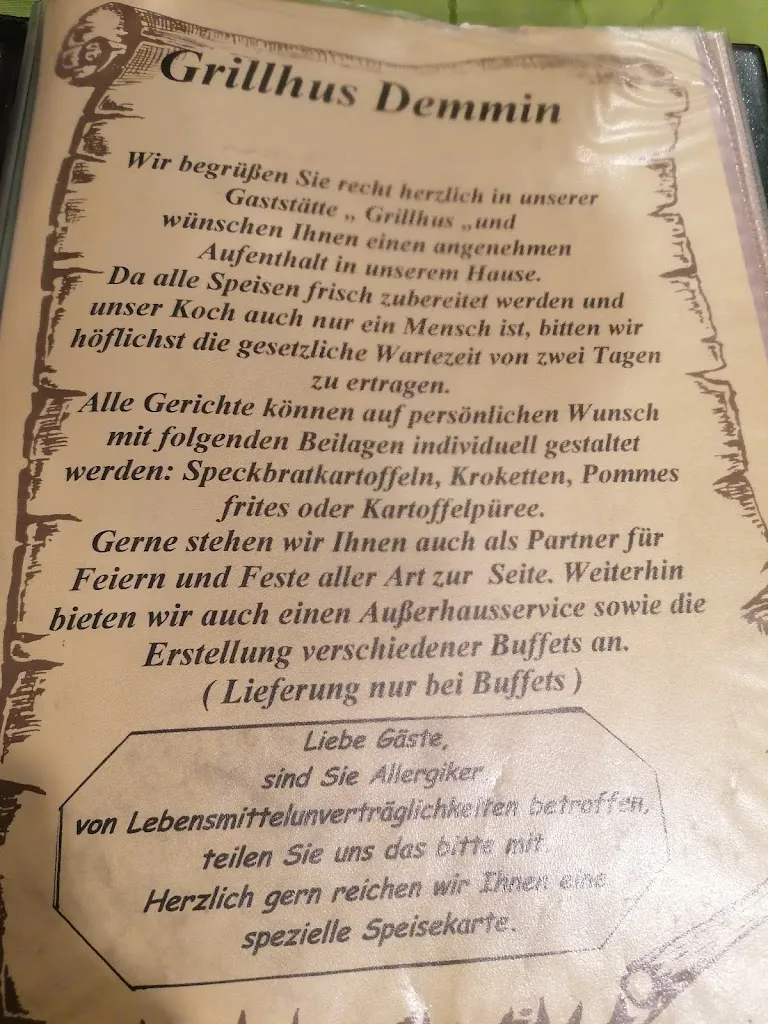 Grillhus Demmin
Wir begrüßen Sie recht herzlich in unserer
Gaststätte „ Grillhus „und
wünschen Ihnen einen angenehmen
Aufenthalt in unserem Hause.
Da alle Speisen frisch zubereitet werden und
unser Koch auch nur ein Mensch ist, bitten wir
höflichst die gesetzliche Wartezeit von zwei Tagen
zu ertragen.
Alle Gerichte können auf persönlichen Wunsch
mit folgenden Beilagen individuell gestaltet
werden: Speckbratkartoffeln, Kroketten, Pommes
frites oder Kartoffelpüree.
Gerne stehen wir Ihnen auch als Partner für
Feiern und Feste aller Art zur Seite. Weiterhin
bieten wir auch einen Außerhausservice sowie die
Erstellung verschiedener Buffets an.
( Lieferung nur bei Buffets )
Liebe Gäste,
sind Sie Allergiker
von Lebensmittelunverträglichkeiten betroffen,
teilen Sie uns das bitte mit.
Herzlich gern reichen wir Ihnen eine
spezielle Speisekarte.